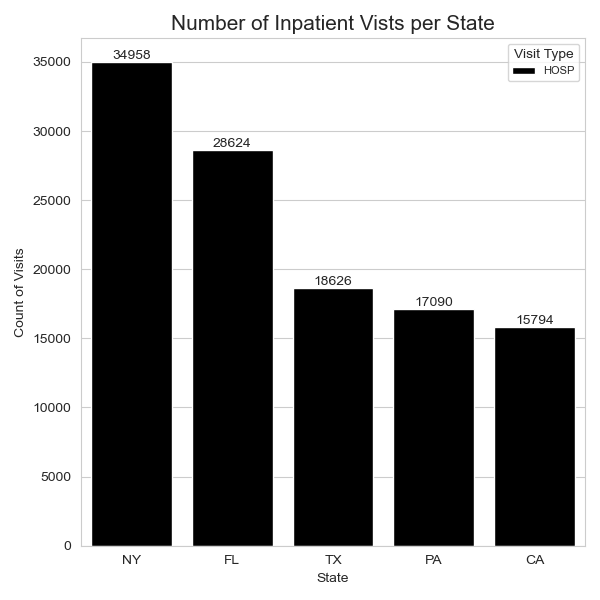 Number of Inpatient Vists per State
Visit Type
HOSP
34958
28624
18626
17090
15794
35000
30000
25000
20000
15000
10000
5000
0
Count of Visits
NY
FL
TX
PA
CA
State